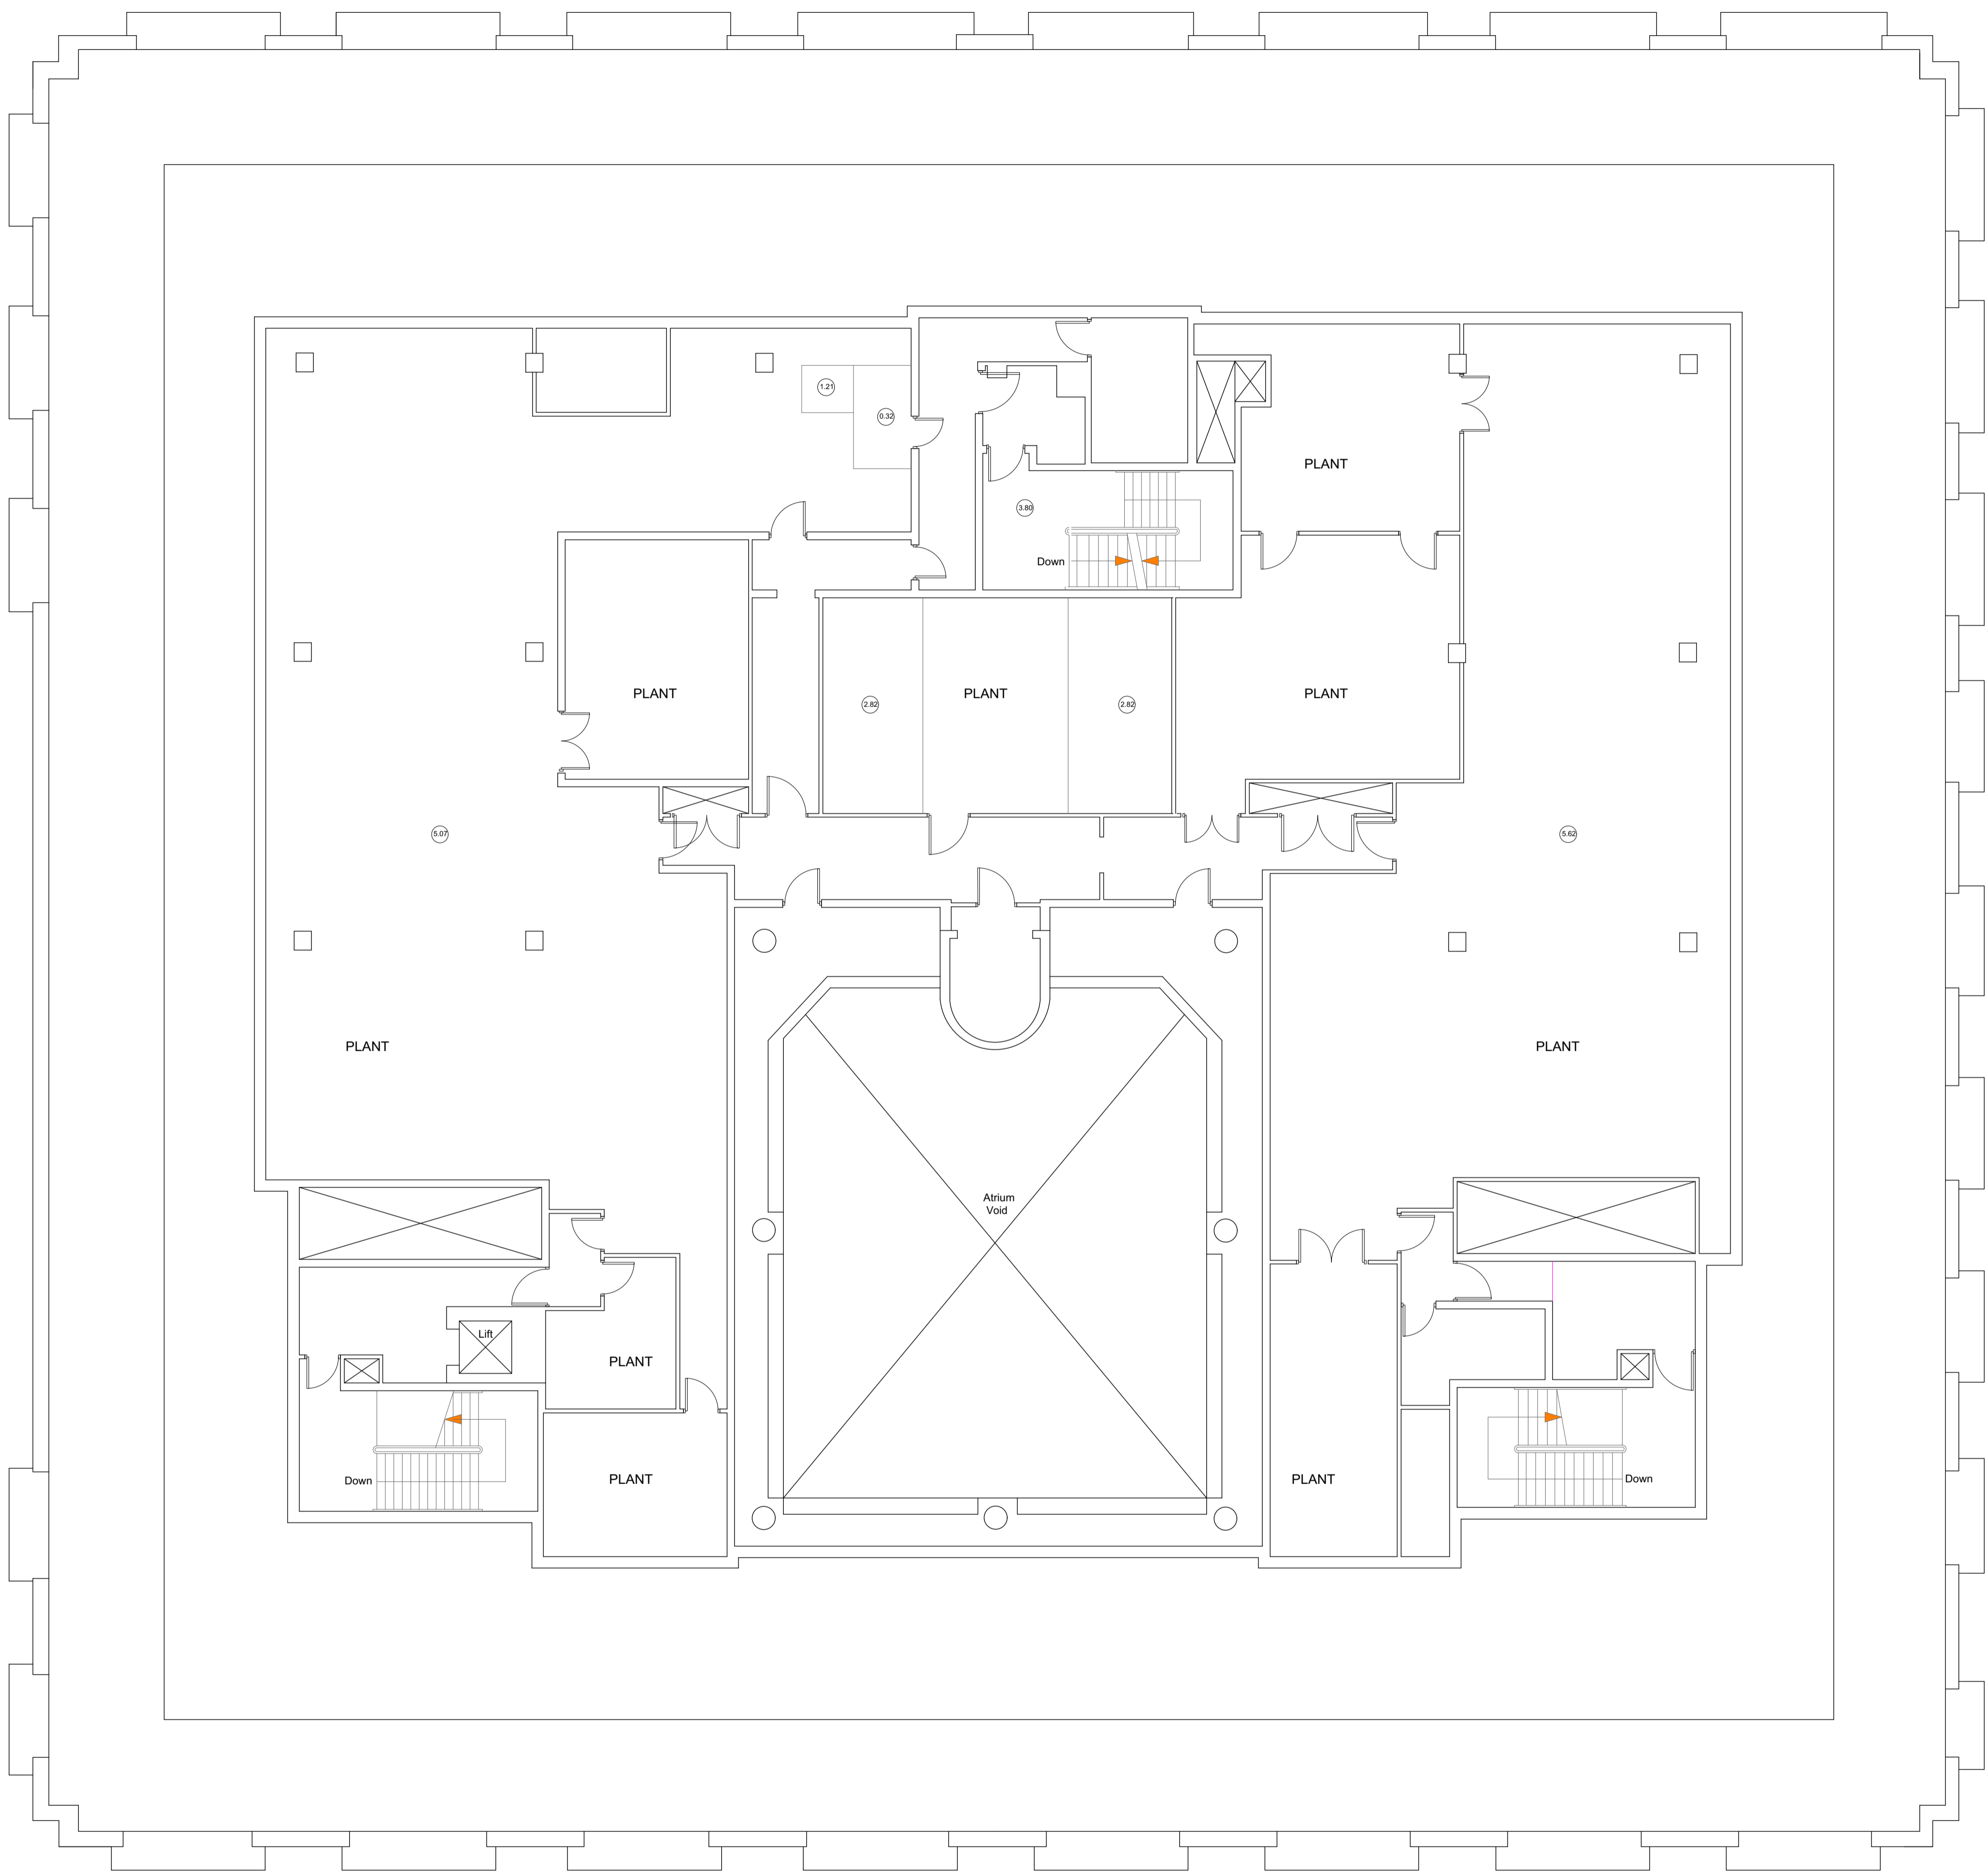 1.21
0.32
PLANT
3.80
Down
PLANT
PLANT
PLANT
2.82
2.82
5.07
5.62
PLANT
PLANT
Atrium
Void
Lift
PLANT
PLANT
PLANT
Down
Down